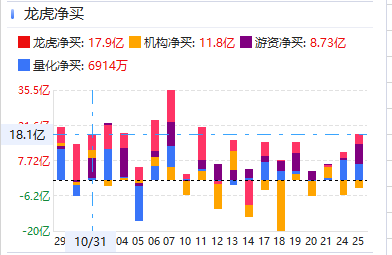 龙虎净买
龙虎净买: 17.9亿 机构净买: 11.8亿 游资净买: 8.73亿
量化净买: 6914万
35.5亿
18.1亿
7.72亿
-6.2亿
-20亿
29 10/31 04 05 06 07 10 11 12 13 14 17 18 19 20 21 24 25